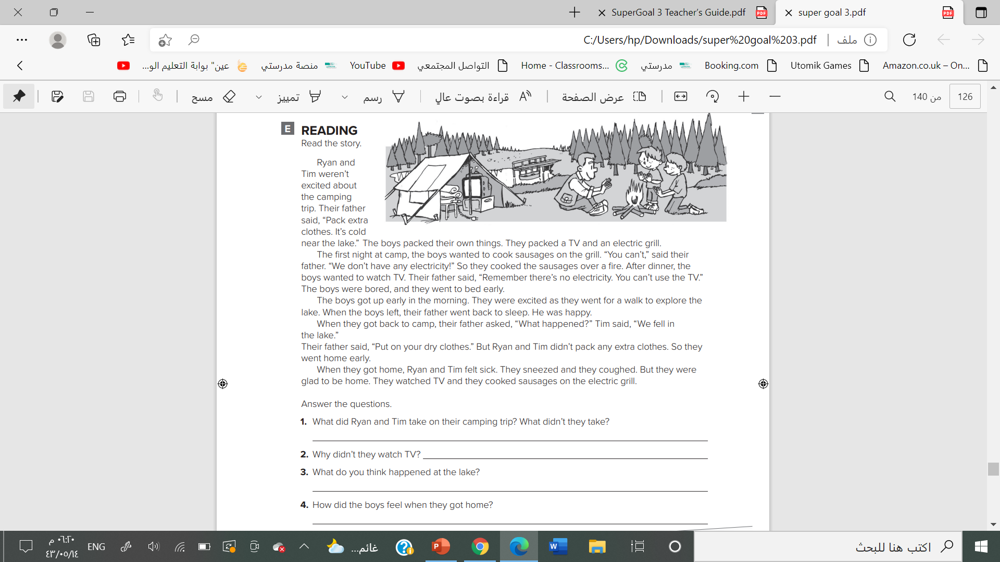 SuperGoal 3 Teacher's Guide.pdf
super goal 3.pdf
C:/Users/hp/Downloads/super%20goal%203.pdf
ملف
عين" بوابة التعليم الو...
منصة مدرستي
YouTube
التواصل المجتمعي
Home - Classrooms...
مدرستي
Booking.com
Utomik Games
Amazon.co.uk – On...
مسح
تمييز
رسم
قراءة بصوت عالٍ
عرض الصفحة
من 140
126
E READING
Read the story.
Ryan and
Tim weren't
excited about
the camping
trip. Their father
said, “Pack extra
clothes. It's cold
near the lake.” The boys packed their own things. They packed a TV and an electric grill.
The first night at camp, the boys wanted to cook sausages on the grill. “You can't,” said their
father. “We don't have any electricity!” So they cooked the sausages over a fire. After dinner, the
boys wanted to watch TV. Their father said, “Remember there's no electricity. You can't use the TV.”
The boys were bored, and they went to bed early.
The boys got up early in the morning. They were excited as they went for a walk to explore the
lake. When the boys left, their father went back to sleep. He was happy.
When they got back to camp, their father asked, “What happened?” Tim said, “We fell in
the lake.”
Their father said, “Put on your dry clothes.” But Ryan and Tim didn't pack any extra clothes. So they
went home early.
When they got home, Ryan and Tim felt sick. They sneezed and they coughed. But they were
glad to be home. They watched TV and they cooked sausages on the electric grill.
Answer the questions.
1. What did Ryan and Tim take on their camping trip? What didn't they take?
2. Why didn't they watch TV?
3. What do you think happened at the lake?
4. How did the boys feel when they got home?
٠٦:٢٠ م
٤٣/٠٥/١٤
ENG
غائم...
اكتب هنا للبحث